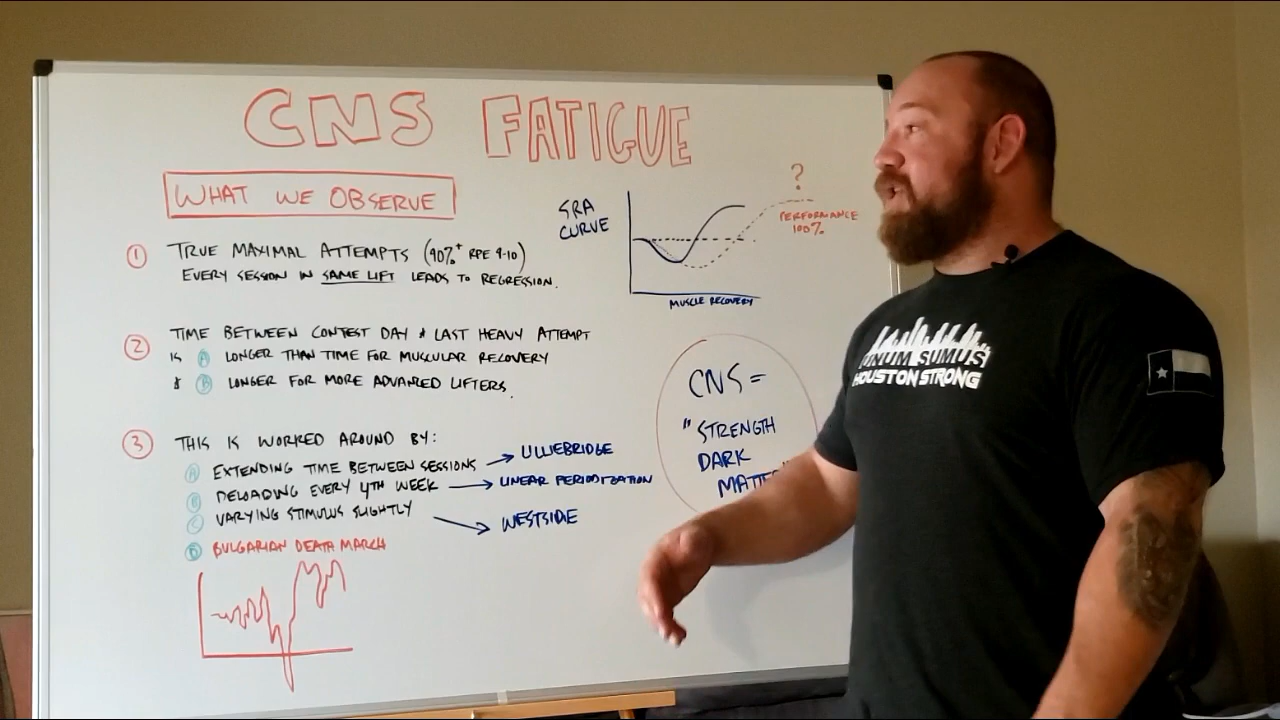 CNS FATIGUE
WHAT WE OBSERVE
1 TRUE MAXIMAL ATTEMPTS (90%+ RPE 9-10)
EVERY SESSION IN SAME LIFT LEADS TO REGRESSION.
2 TIME BETWEEN CONTEST DAY & LAST HEAVY ATTEMPT
IS A LONGER THAN TIME FOR MUSCULAR RECOVERY
& B LONGER FOR MORE ADVANCED LIFTERS.
3 THIS IS WORKED AROUND BY:
A EXTENDING TIME BETWEEN SESSIONS → LILLIEBRIDGE
B DELOADING EVERY 4TH WEEK → LINEAR PERIODIZATION
C VARYING STIMULUS SLIGHTLY → WESTSIDE
D BULGARIAN DEATH MARCH
SRA
CURVE
?
PERFORMANCE
100%
MUSCLE RECOVERY
CNS =
"STRENGTH
DARK
MATTE
UNUM SUMUS
HOUSTON STRONG